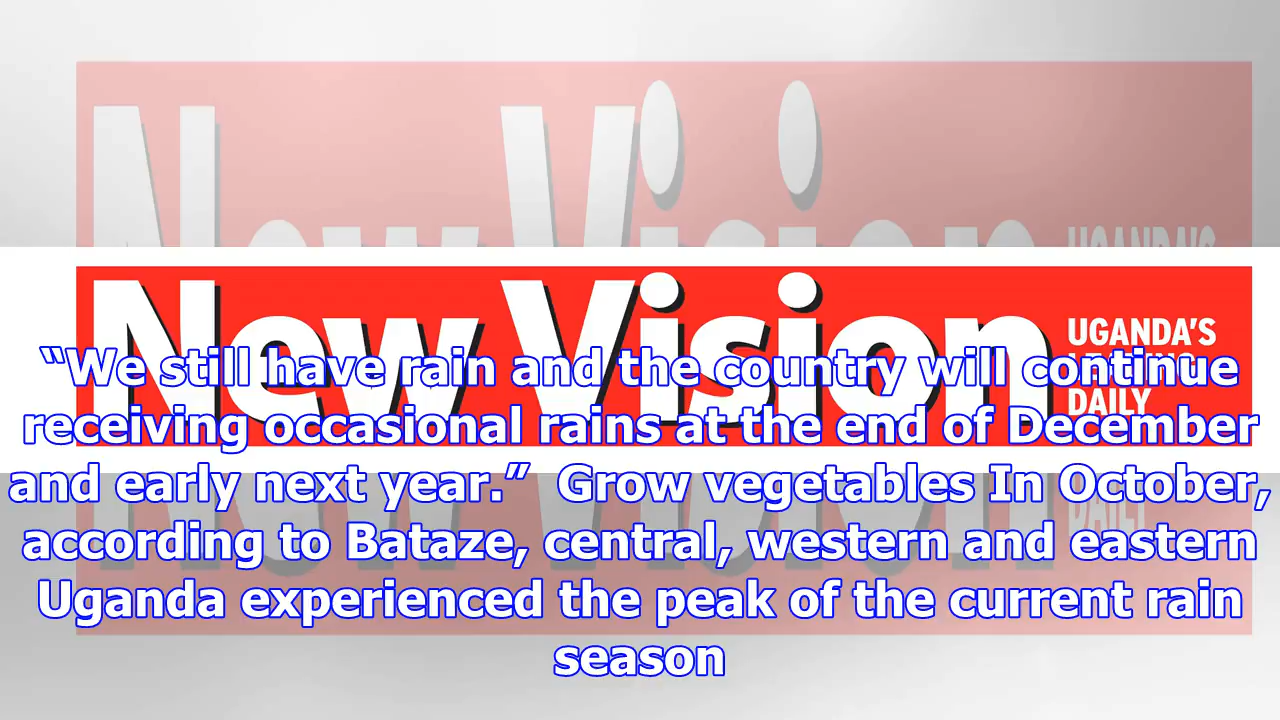 New Vision
UGANDA'S
LEADING
DAILY
“We still have rain and the country will continue
receiving occasional rains at the end of December
and early next year.”  Grow vegetables In October,
according to Bataze, central, western and eastern
Uganda experienced the peak of the current rain
season